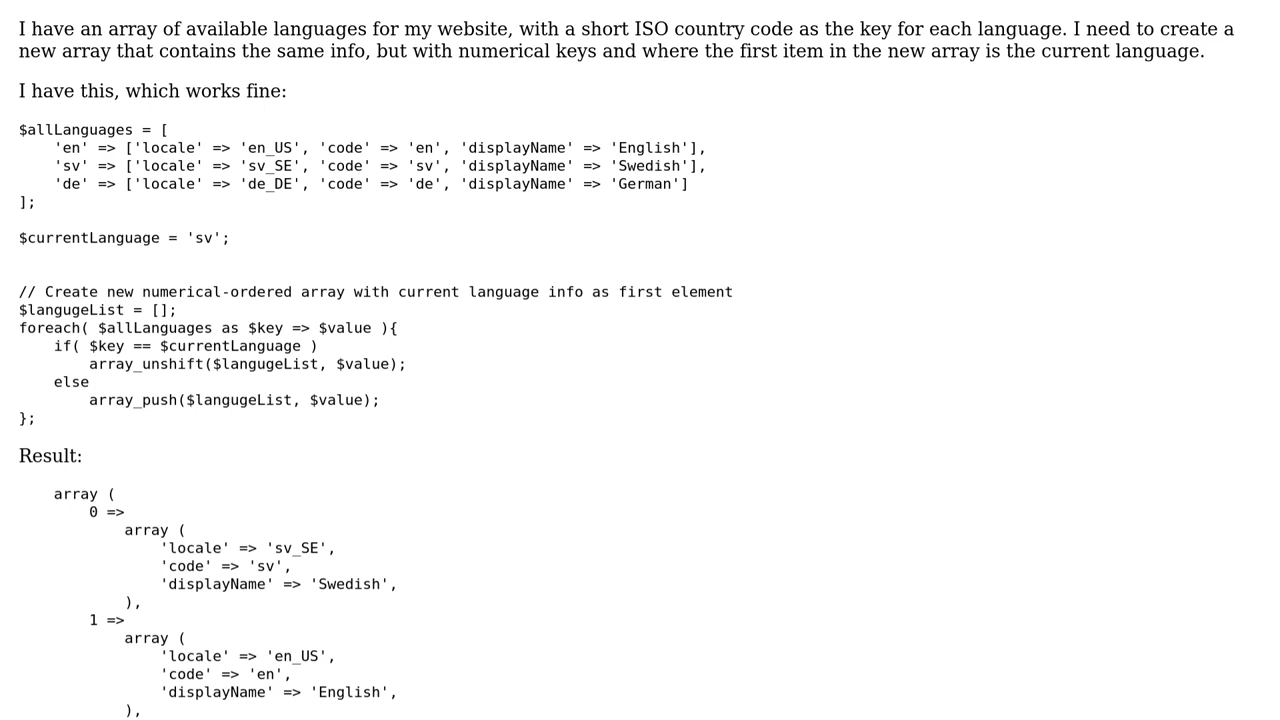 I have an array of available languages for my website, with a short ISO country code as the key for each language. I need to create a
new array that contains the same info, but with numerical keys and where the first item in the new array is the current language.
I have this, which works fine:
$allLanguages = [
    'en' => ['locale' => 'en_US', 'code' => 'en', 'displayName' => 'English'],
    'sv' => ['locale' => 'sv_SE', 'code' => 'sv', 'displayName' => 'Swedish'],
    'de' => ['locale' => 'de_DE', 'code' => 'de', 'displayName' => 'German']
];
$currentLanguage = 'sv';
// Create new numerical-ordered array with current language info as first element
$langugeList = [];
foreach( $allLanguages as $key => $value ){
    if( $key == $currentLanguage )
        array_unshift($langugeList, $value);
    else
        array_push($langugeList, $value);
};
Result:
    array (
        0 =>
            array (
                'locale' => 'sv_SE',
                'code' => 'sv',
                'displayName' => 'Swedish',
            ),
        1 =>
            array (
                'locale' => 'en_US',
                'code' => 'en',
                'displayName' => 'English',
            ),